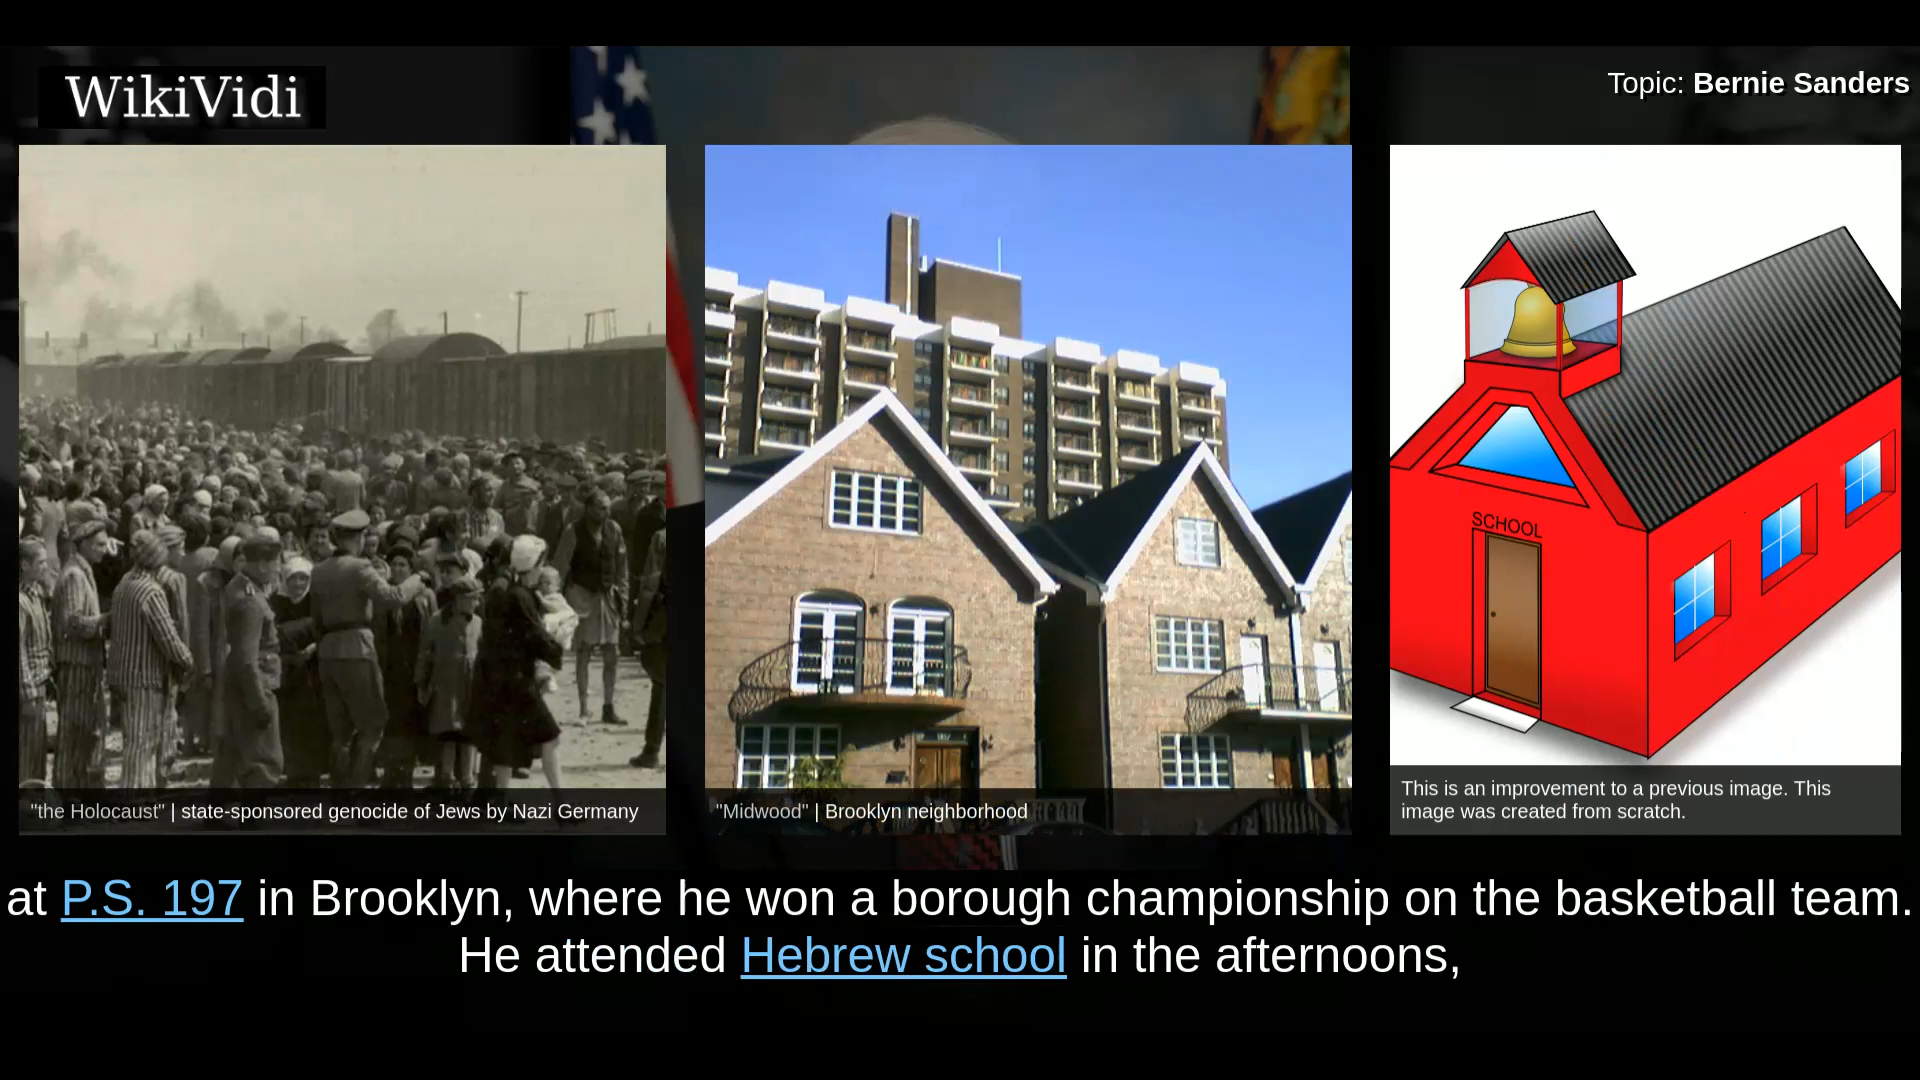 WikiVidi
Topic: Bernie Sanders
SCHOOL
"the Holocaust" | state-sponsored genocide of Jews by Nazi Germany
"Midwood" | Brooklyn neighborhood
This is an improvement to a previous image. This
image was created from scratch.
at P.S. 197 in Brooklyn, where he won a borough championship on the basketball team.
He attended Hebrew school in the afternoons,